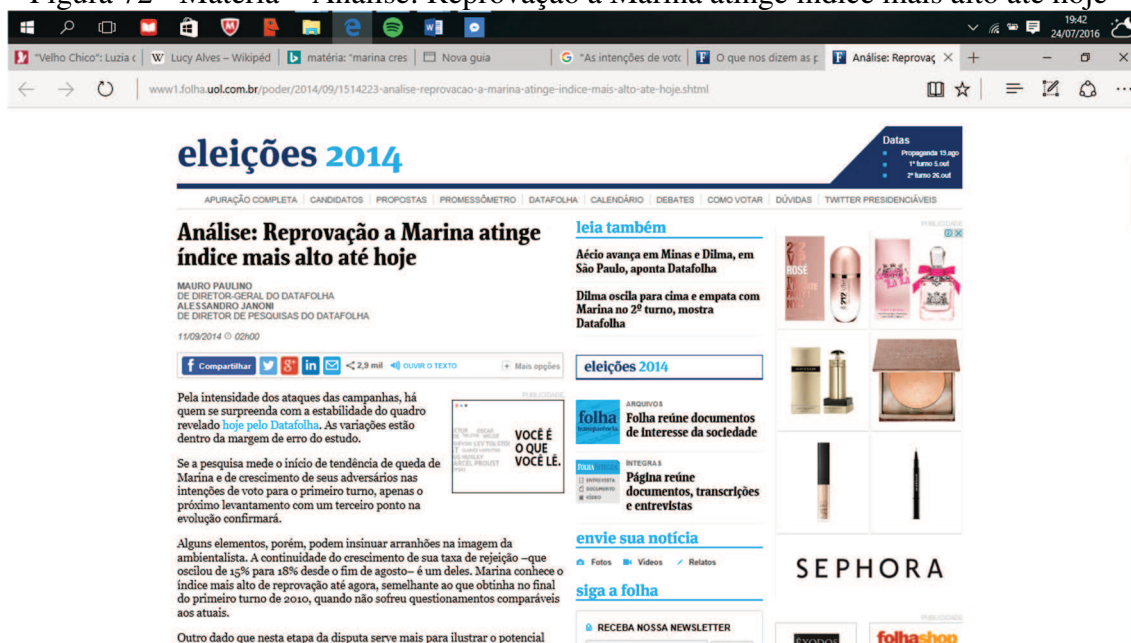 Figura 72 - Matéria – Análise: Reprovação a Marina atinge índice mais alto até hoje
19:42
24/07/2016
"Velho Chico": Luzia c
Lucy Alves – Wikipéd
matéria: "marina cres
Nova guia
"As intenções de voto
O que nos dizem as p
Análise: Reprovaç
www1.folha.uol.com.br/poder/2014/09/1514223-analise-reprovacao-a-marina-atinge-indice-mais-alto-ate-hoje.shtml
eleições 2014
Datas
Propaganda 19.ago
1º turno 5.out
2º turno 26.out
APURAÇÃO COMPLETA CANDIDATOS PROPOSTAS PROMESSÔMETRO DATAFOLHA CALENDÁRIO DEBATES COMO VOTAR DÚVIDAS TWITTER PRESIDENCIÁVEIS
Análise: Reprovação a Marina atinge
índice mais alto até hoje
MAURO PAULINO
DE DIRETOR-GERAL DO DATAFOLHA
ALESSANDRO JANONI
DE DIRETOR DE PESQUISAS DO DATAFOLHA
11/09/2014 02h00
Compartilhar
2,9 mil
OUVIR O TEXTO
Mais opções
Pela intensidade dos ataques das campanhas, há
quem se surpreenda com a estabilidade do quadro
revelado hoje pelo Datafolha. As variações estão
dentro da margem de erro do estudo.
PUBLICIDADE
VOCÊ É
O QUE
VOCÊ LÊ.
Se a pesquisa mede o início de tendência de queda de
Marina e de crescimento de seus adversários nas
intenções de voto para o primeiro turno, apenas o
próximo levantamento com um terceiro ponto na
evolução confirmará.
Alguns elementos, porém, podem insinuar arranhões na imagem da
ambientalista. A continuidade do crescimento de sua taxa de rejeição –que
oscilou de 15% para 18% desde o fim de agosto– é um deles. Marina conhece o
índice mais alto de reprovação até agora, semelhante ao que obtinha no final
do primeiro turno de 2010, quando não sofreu questionamentos comparáveis
aos atuais.
Outro dado que nesta etapa da disputa serve mais para ilustrar o potencial
leia também
Aécio avança em Minas e Dilma, em
São Paulo, aponta Datafolha
Dilma oscila para cima e empata com
Marina no 2º turno, mostra
Datafolha
eleições 2014
folha
transparência
ARQUIVOS
Folha reúne documentos
de interesse da sociedade
ÍNTEGRAS
Página reúne
documentos, transcrições
e entrevistas
envie sua notícia
Fotos Vídeos Relatos
siga a folha
RECEBA NOSSA NEWSLETTER
PUBLICIDADE
212
VIP
ROSÉ
SEPHORA
PUBLICIDADE
ÊXODOS
folhashop